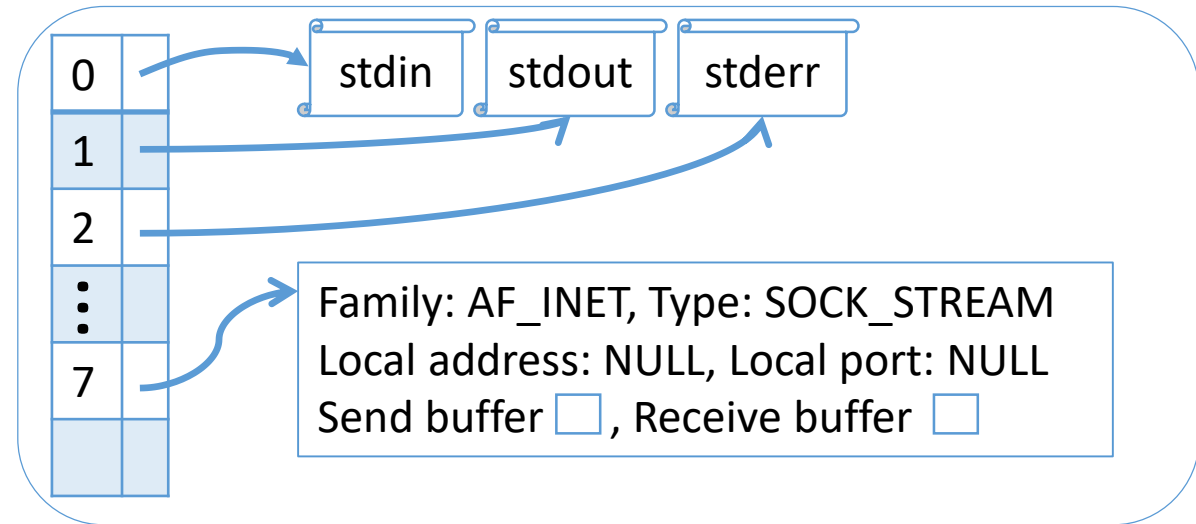 0
stdin stdout stderr
1
2
⋮
7
Family: AF_INET, Type: SOCK_STREAM
Local address: NULL, Local port: NULL
Send buffer , Receive buffer